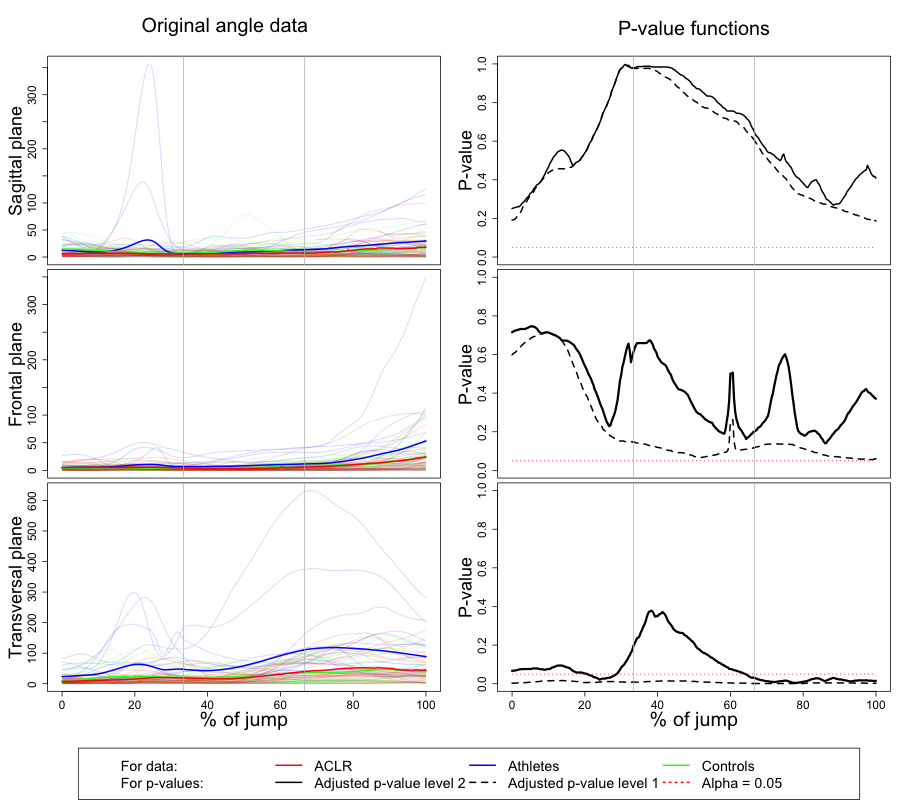 Original angle data
P-value functions
Sagittal plane
0 50 100 200 300
P-value
0.0 0.2 0.4 0.6 0.8 1.0
Frontal plane
0 50 100 200 300
P-value
0.0 0.2 0.4 0.6 0.8 1.0
Transversal plane
0 100 200 300 400 500 600
P-value
0.0 0.2 0.4 0.6 0.8 1.0
0 20 40 60 80 100
0 20 40 60 80 100
% of jump
% of jump
For data: ACLR Athletes Controls
For p-values: Adjusted p-value level 2 Adjusted p-value level 1 Alpha = 0.05